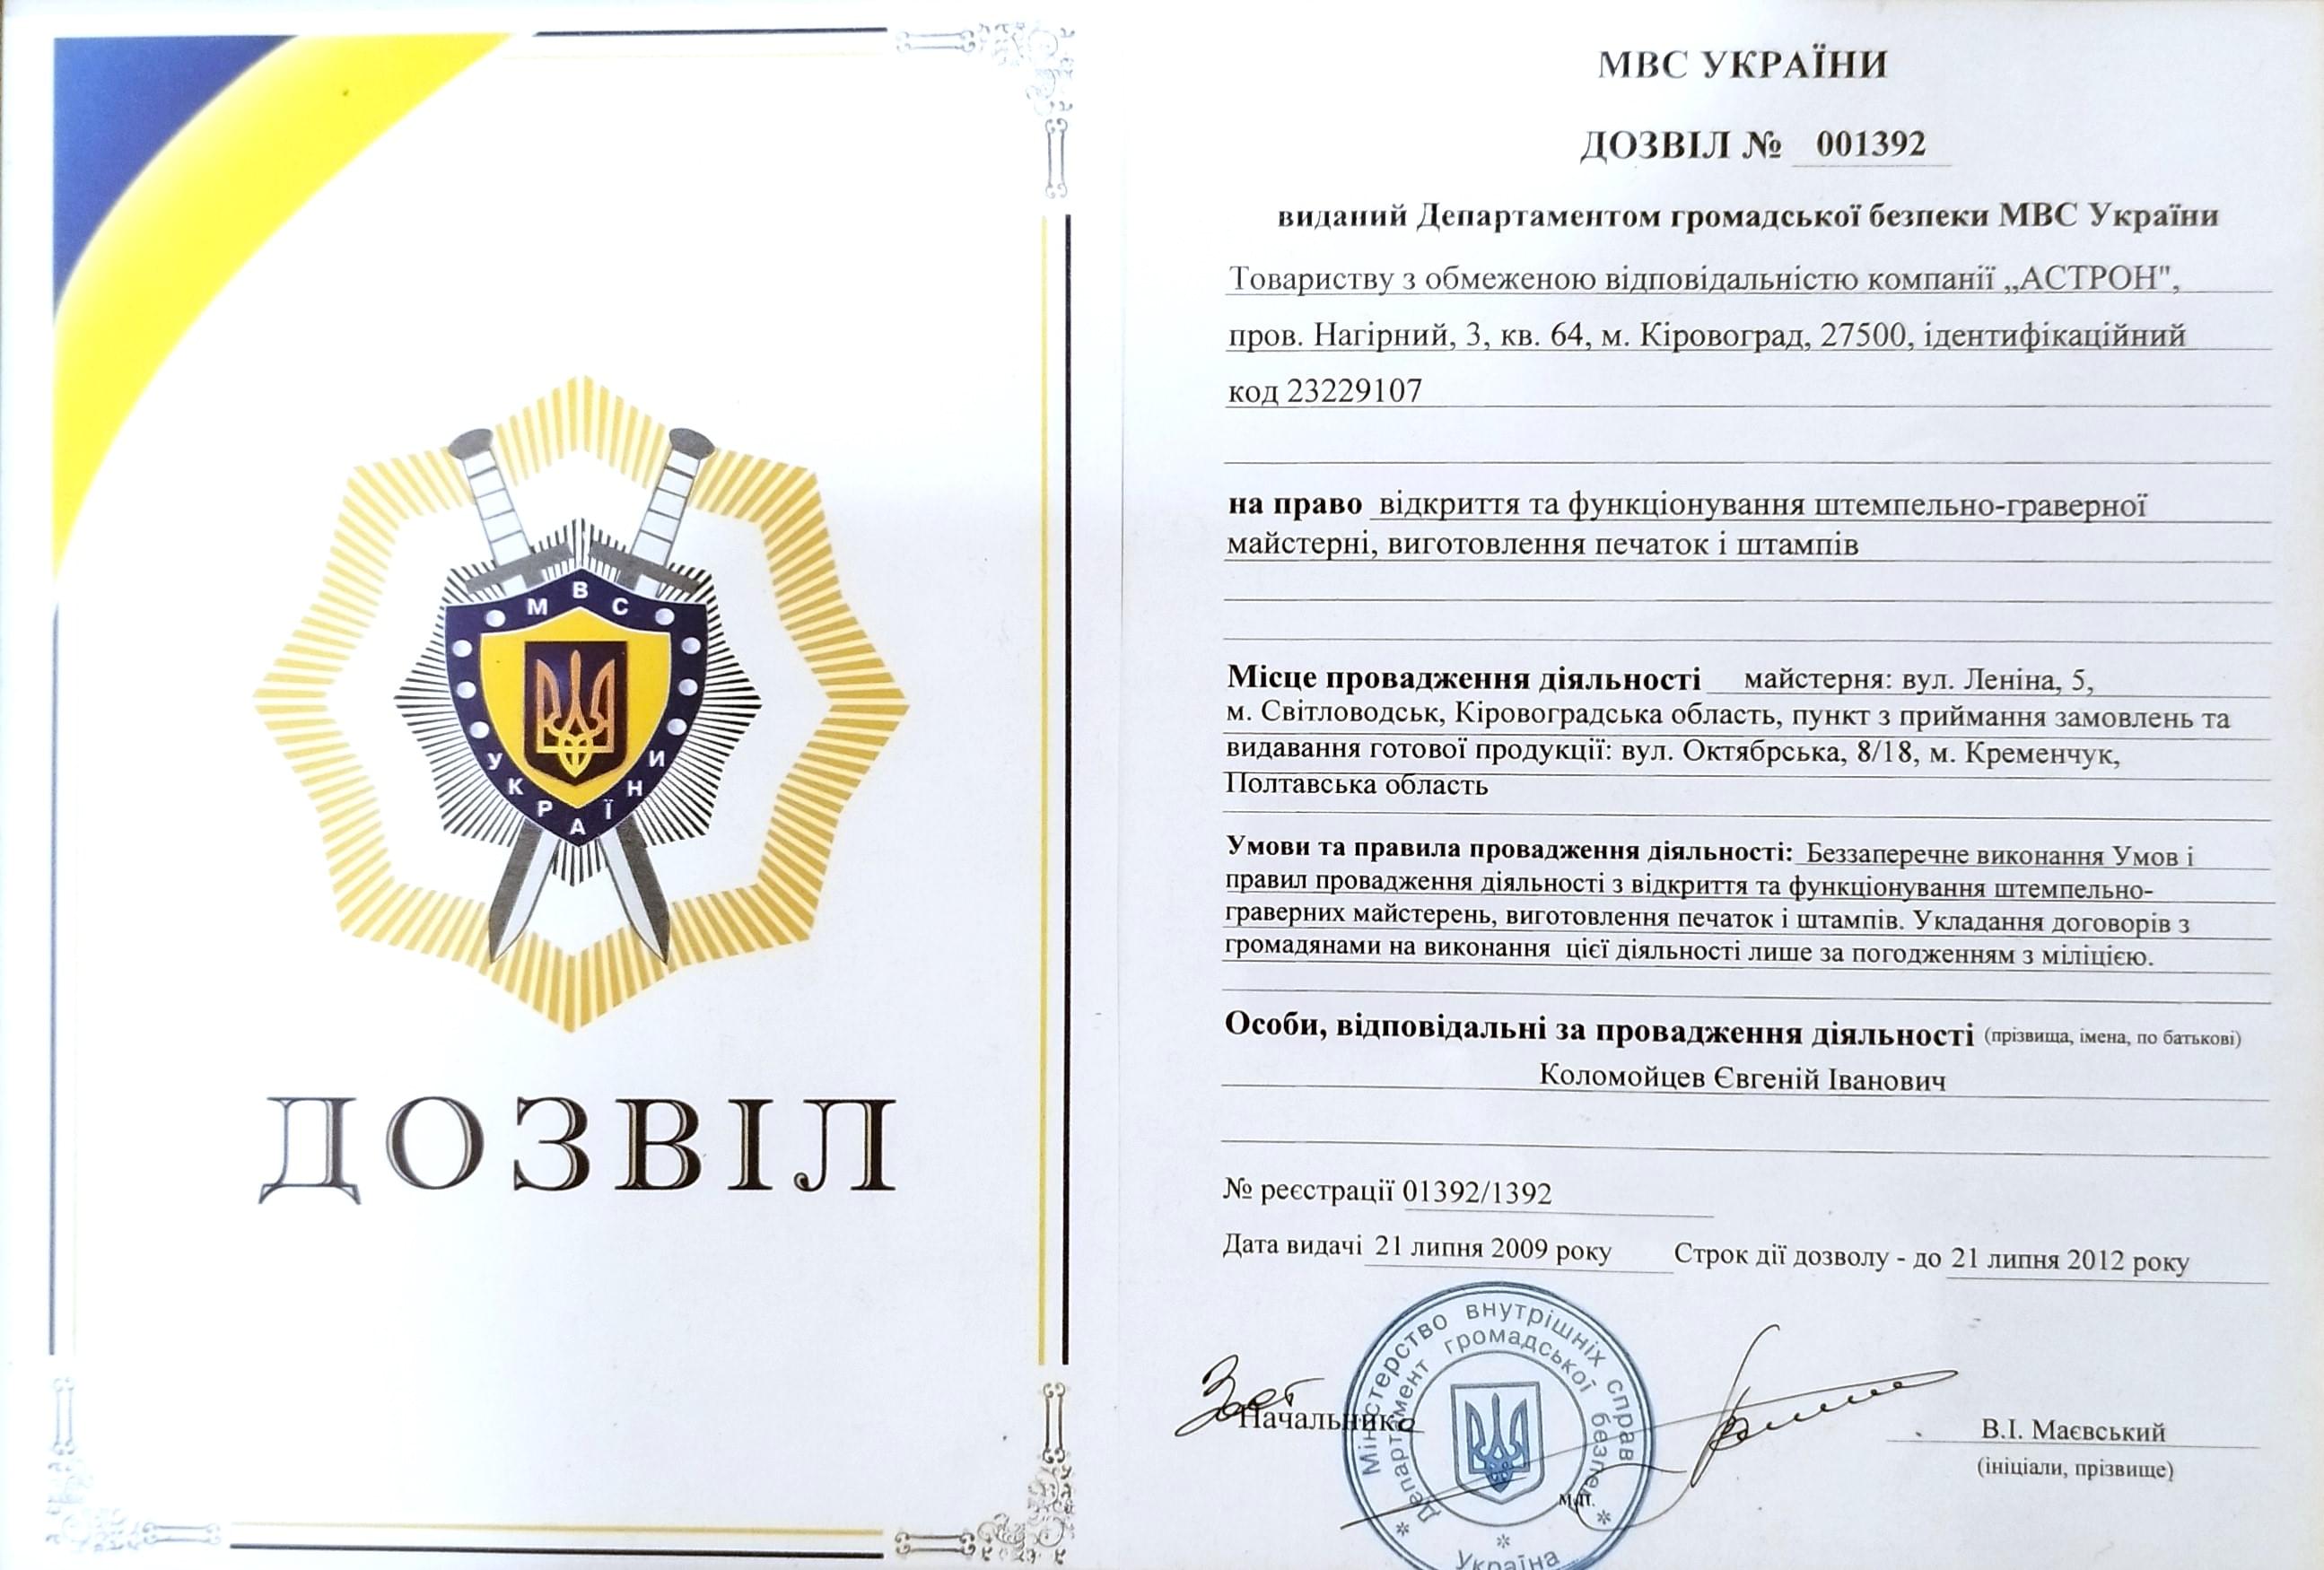 МВС
УКРАЇНИ
ДОЗВІЛ
МВС УКРАЇНИ
ДОЗВІЛ № 001392
виданий Департаментом громадської безпеки МВС України
Товариству з обмеженою відповідальністю компанії „АСТРОН",
пров. Нагірний, 3, кв. 64, м. Кіровоград, 27500, ідентифікаційний
код 23229107
на право відкриття та функціонування штемпельно-граверної
майстерні, виготовлення печаток і штампів
Місце провадження діяльності майстерня: вул. Леніна, 5,
м. Світловодськ, Кіровоградська область, пункт з приймання замовлень та
видавання готової продукції: вул. Октябрська, 8/18, м. Кременчук,
Полтавська область
Умови та правила провадження діяльності: Беззаперечне виконання Умов і
правил провадження діяльності з відкриття та функціонування штемпельно-
граверних майстерень, виготовлення печаток і штампів. Укладання договорів з
громадянами на виконання цієї діяльності лише за погодженням з міліцією.
Особи, відповідальні за провадження діяльності (прізвища, імена, по батькові)
Коломойцев Євгеній Іванович
№ реєстрації 01392/1392
Дата видачі 21 липня 2009 року Строк дії дозволу - до 21 липня 2012 року
Міністерство внутрішніх справ
Департамент громадської безпеки
* Україна *
Заст
Начальника
М.П.
В.І. Маєвський
(ініціали, прізвище)